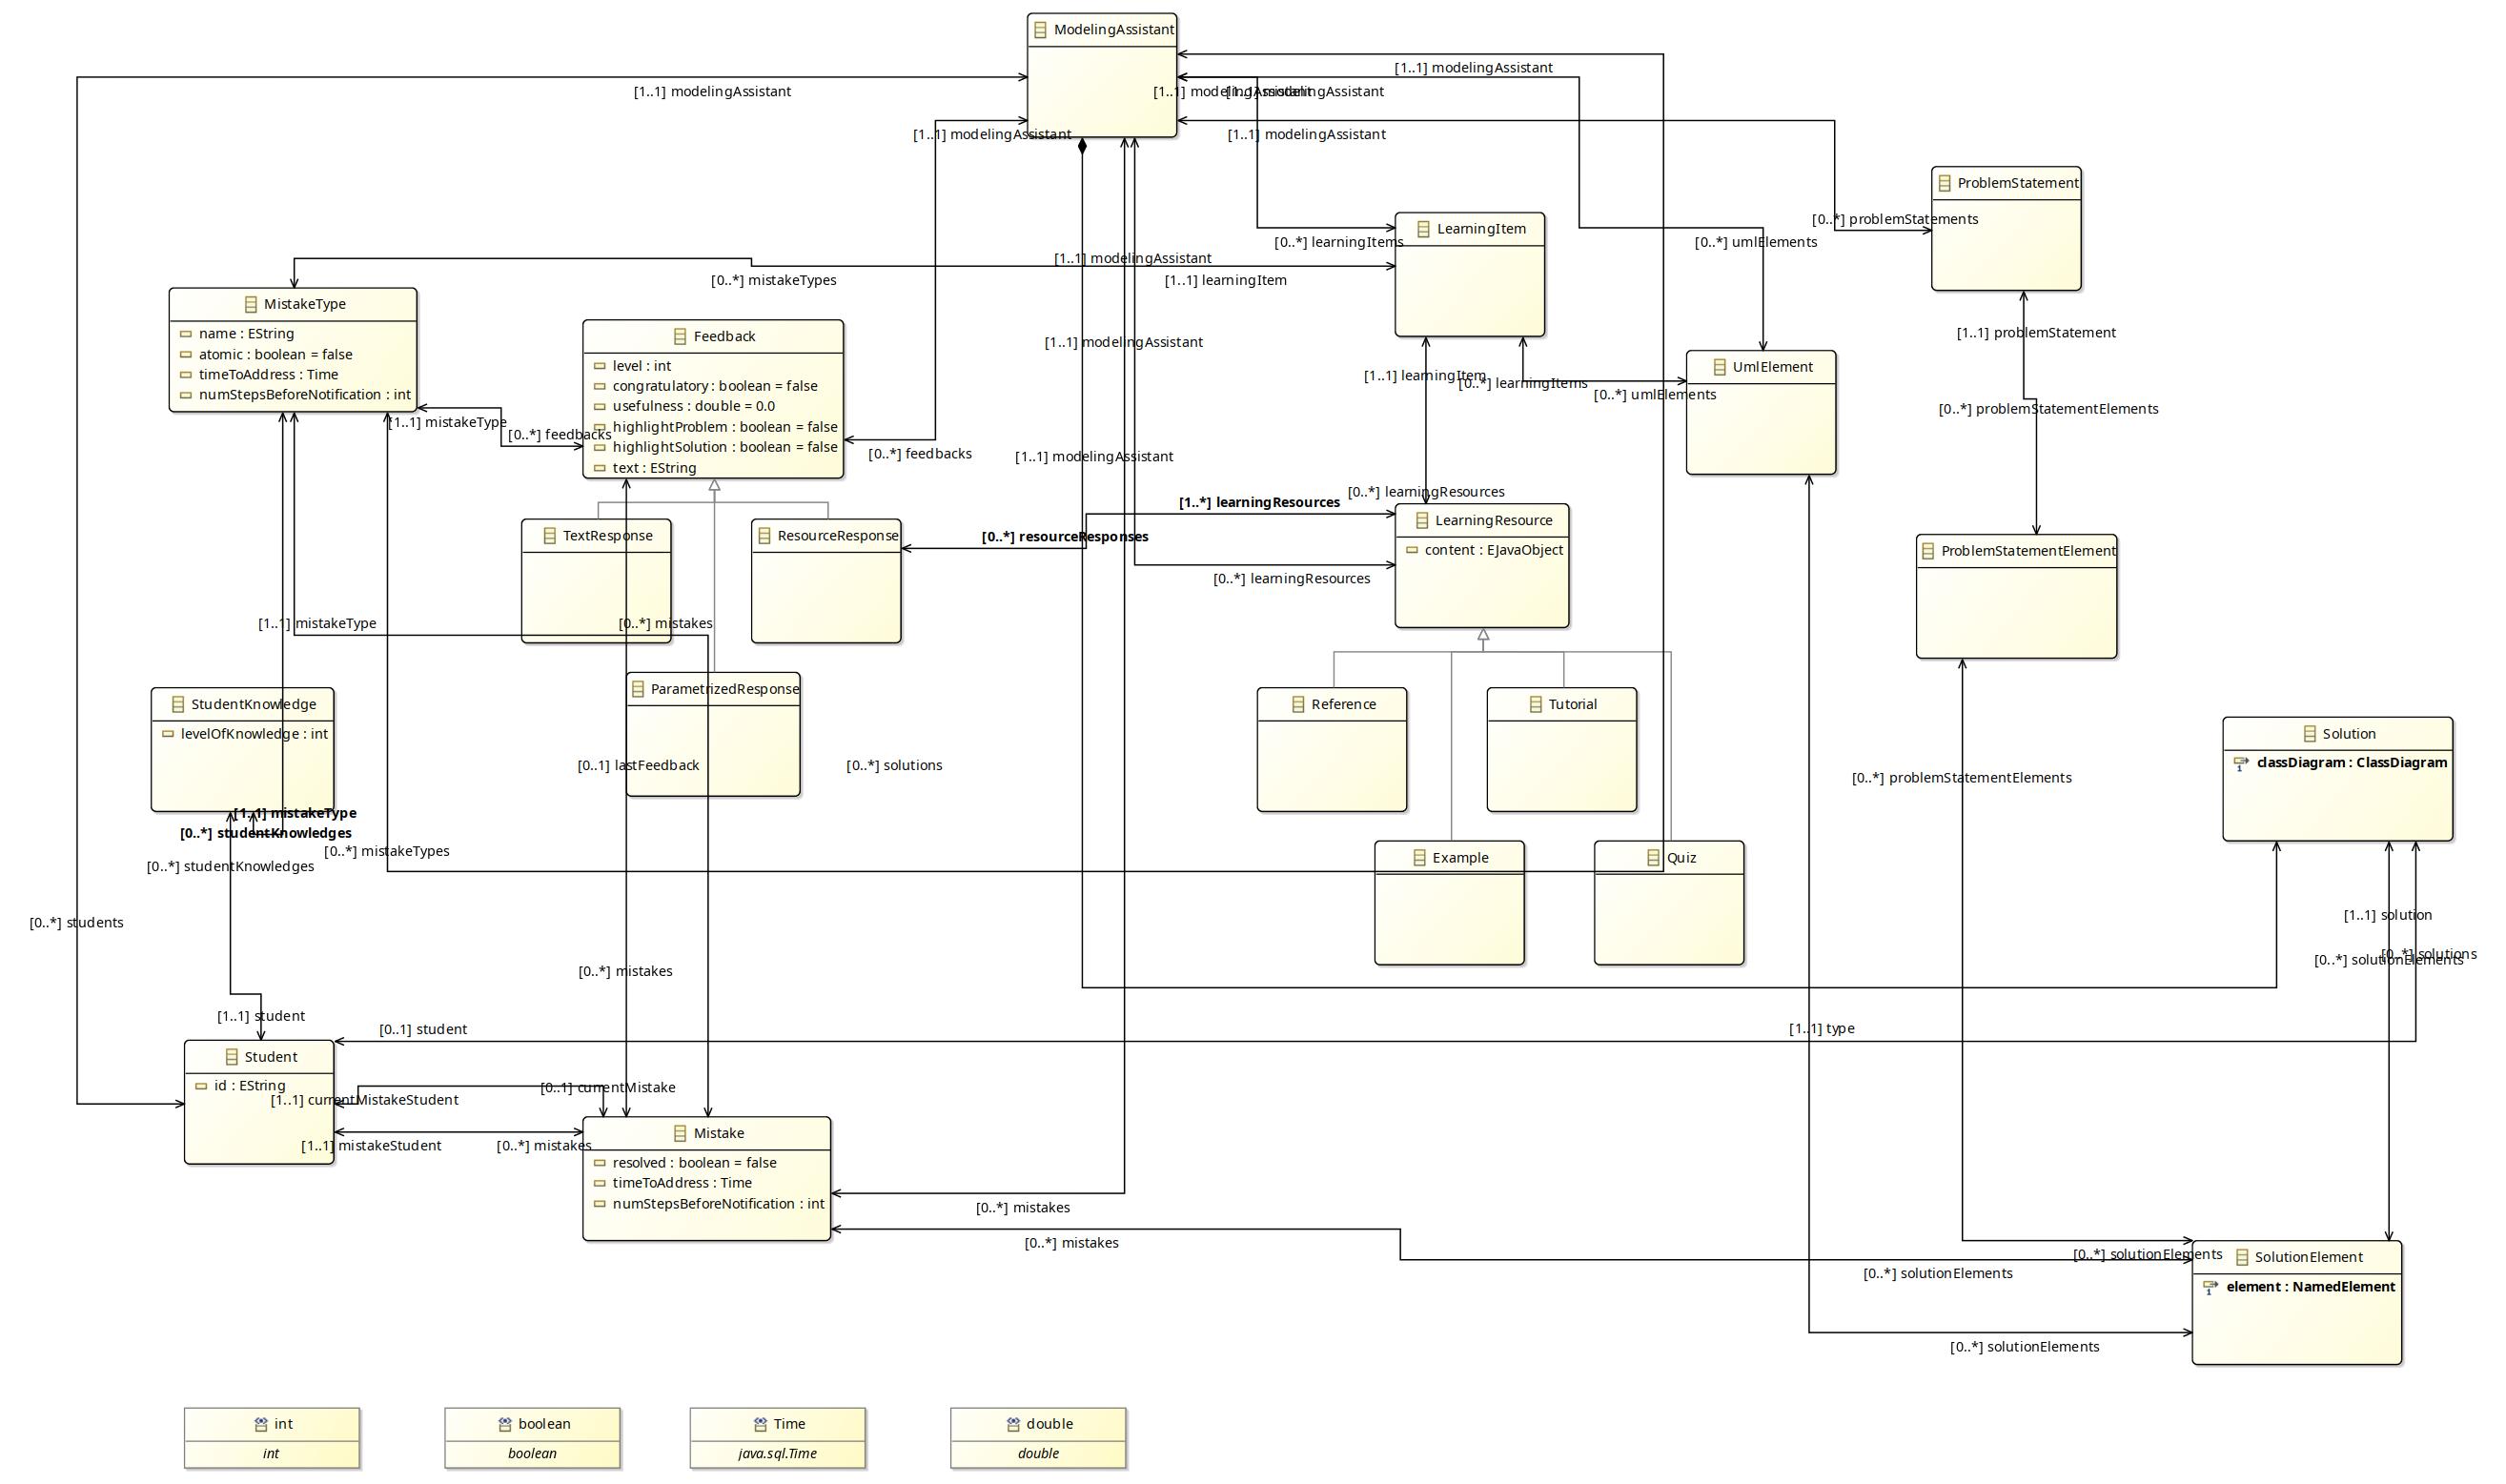 ModelingAssistant
[1..1] modelingAssistant
[1..1] modelingAssistant
[1..1] modelingAssistant
[1..1] modelingAssistant
[1..1] modelingAssistant
[1..1] modelingAssistant
ProblemStatement
[0..*] problemStatements
LearningItem
[0..*] learningItems
[0..*] umlElements
[1..1] modelingAssistant
[0..*] mistakeTypes
[1..1] learningItem
MistakeType
name : EString
atomic : boolean = false
timeToAddress : Time
numStepsBeforeNotification : int
Feedback
level : int
congratulatory : boolean = false
usefulness : double = 0.0
highlightProblem : boolean = false
highlightSolution : boolean = false
text : EString
[1..1] modelingAssistant
[1..1] problemStatement
UmlElement
[1..1] learningItem
[0..*] learningItems
[0..*] umlElements
[0..*] problemStatementElements
[1..1] mistakeType
[0..*] feedbacks
[0..*] feedbacks
[1..1] modelingAssistant
[0..*] learningResources
[1..*] learningResources
TextResponse
ResourceResponse
[0..*] resourceResponses
LearningResource
content : EJavaObject
ProblemStatementElement
[0..*] learningResources
[1..1] mistakeType
[0..*] mistakes
ParametrizedResponse
StudentKnowledge
levelOfKnowledge : int
Reference
Tutorial
Solution
classDiagram : ClassDiagram
[0..1] lastFeedback
[0..*] solutions
[0..*] problemStatementElements
[1..1] mistakeType
[0..*] studentKnowledges
[0..*] mistakeTypes
[0..*] studentKnowledges
Example
Quiz
[0..*] students
[1..1] solution
[0..*] solutions
[0..*] solutionElements
[0..*] mistakes
[1..1] student
[0..1] student
[1..1] type
Student
id : EString
[0..1] currentMistake
[1..1] currentMistakeStudent
[1..1] mistakeStudent
[0..*] mistakes
Mistake
resolved : boolean = false
timeToAddress : Time
numStepsBeforeNotification : int
[0..*] mistakes
[0..*] mistakes
[0..*] solutionElements
[0..*] solutionElements
SolutionElement
element : NamedElement
[0..*] solutionElements
int
int
boolean
boolean
Time
java.sql.Time
double
double